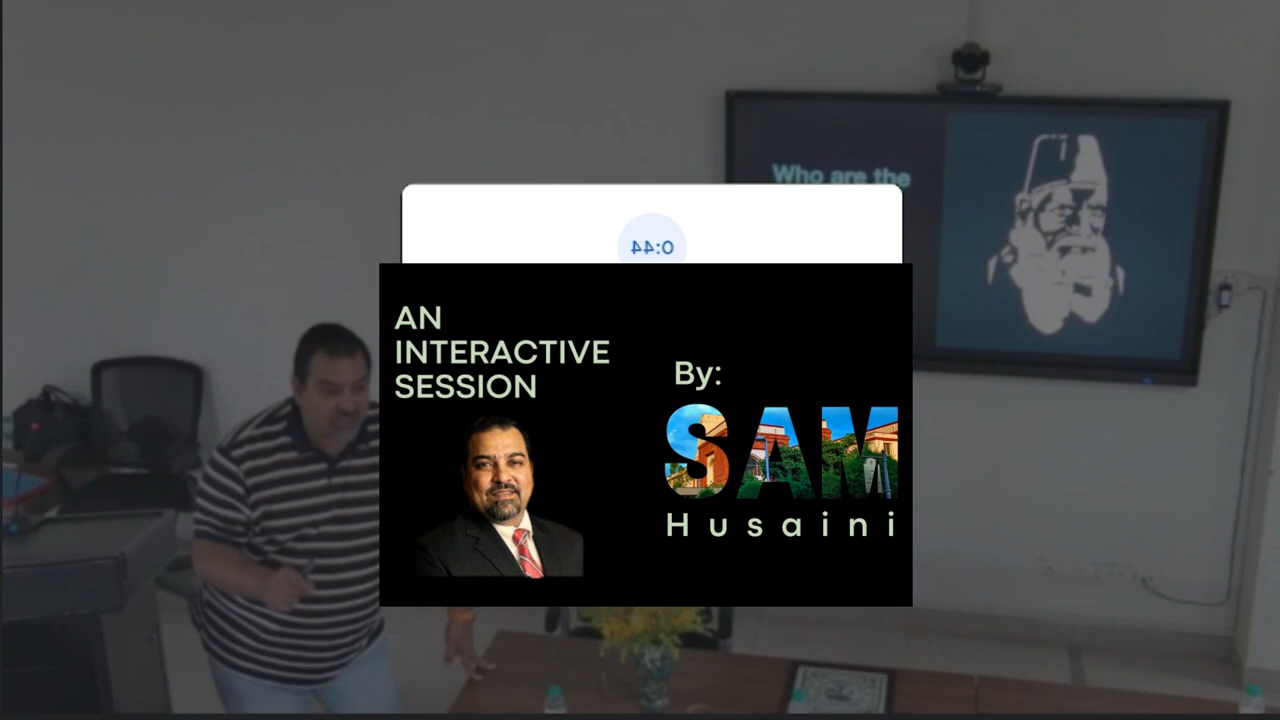 Who are the
0:44
AN
INTERACTIVE
SESSION
By:
SAM
Husaini